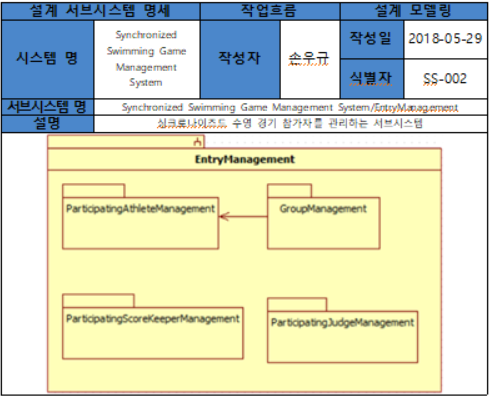 설계 서브시스템 명세 작업흐름 설계 모델링
시스템 명 Synchronized Swimming Game Management System 작성자 손우규 작성일 2018-05-29
식별자 SS-002
서브시스템 명 Synchronized Swimming Game Management System/EntryManagement
설명 싱크로나이즈드 수영 경기 참가자를 관리하는 서브시스템
EntryManagement
ParticipatingAthleteManagement GroupManagement
ParticipatingScoreKeeperManagement ParticipatingJudgeManagement